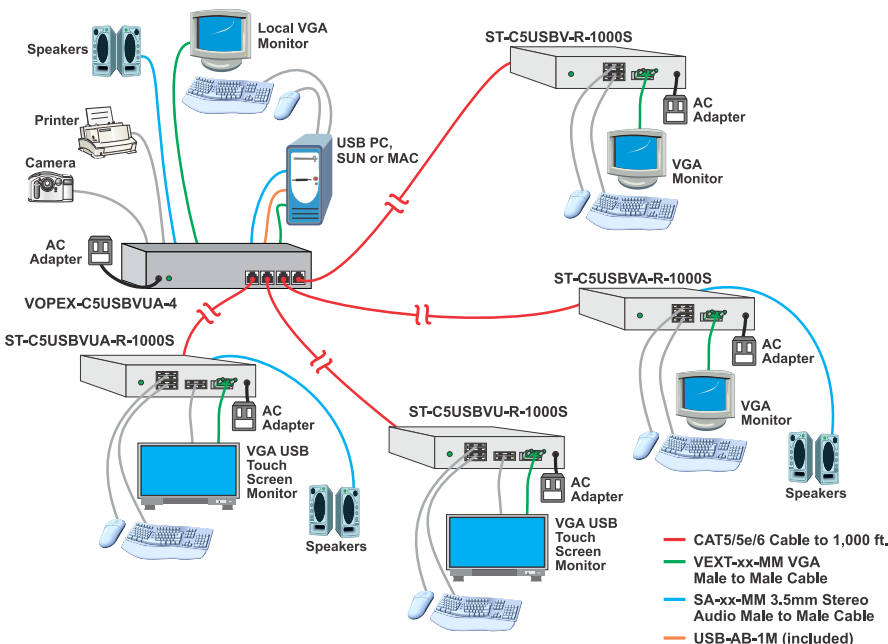 Local VGA
Monitor
Speakers
Printer
Camera
USB PC,
SUN or MAC
AC
Adapter
VOPEX-C5USBVUA-4
ST-C5USBV-R-1000S
AC
Adapter
VGA
Monitor
ST-C5USBVA-R-1000S
AC
Adapter
VGA
Monitor
Speakers
ST-C5USBVUA-R-1000S
AC
Adapter
VGA USB
Touch
Screen
Monitor
Speakers
ST-C5USBVU-R-1000S
AC
Adapter
VGA USB
Touch
Screen
Monitor
CAT5/5e/6 Cable to 1,000 ft.
VEXT-xx-MM VGA
Male to Male Cable
SA-xx-MM 3.5mm Stereo
Audio Male to Male Cable
USB-AB-1M (included)